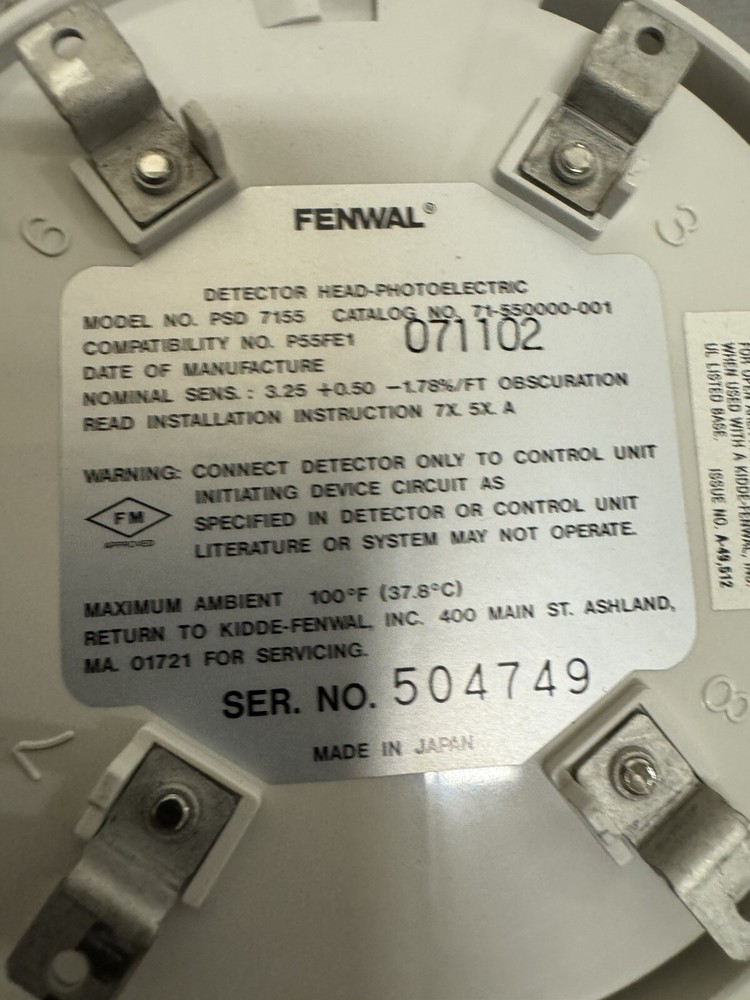 FENWAL®
DETECTOR HEAD-PHOTOELECTRIC
MODEL NO. PSD 7155 CATALOG NO. 71-550000-001
COMPATIBILITY NO. P55FE1 071102
DATE OF MANUFACTURE
NOMINAL SENS.: 3.25 +0.50 -1.78%/FT OBSCURATION
READ INSTALLATION INSTRUCTION 7X. 5X. A
WARNING: CONNECT DETECTOR ONLY TO CONTROL UNIT
INITIATING DEVICE CIRCUIT AS
SPECIFIED IN DETECTOR OR CONTROL UNIT
LITERATURE OR SYSTEM MAY NOT OPERATE.
FM
APPROVED
MAXIMUM AMBIENT 100°F (37.8°C)
RETURN TO KIDDE-FENWAL, INC. 400 MAIN ST. ASHLAND,
MA. 01721 FOR SERVICING.
SER. NO. 504749
MADE IN JAPAN
6
3
7
8
WHEN USED WITH A KIDDE-FENWAL, INC
UL LISTED BASE. ISSUE NO. A-49,612